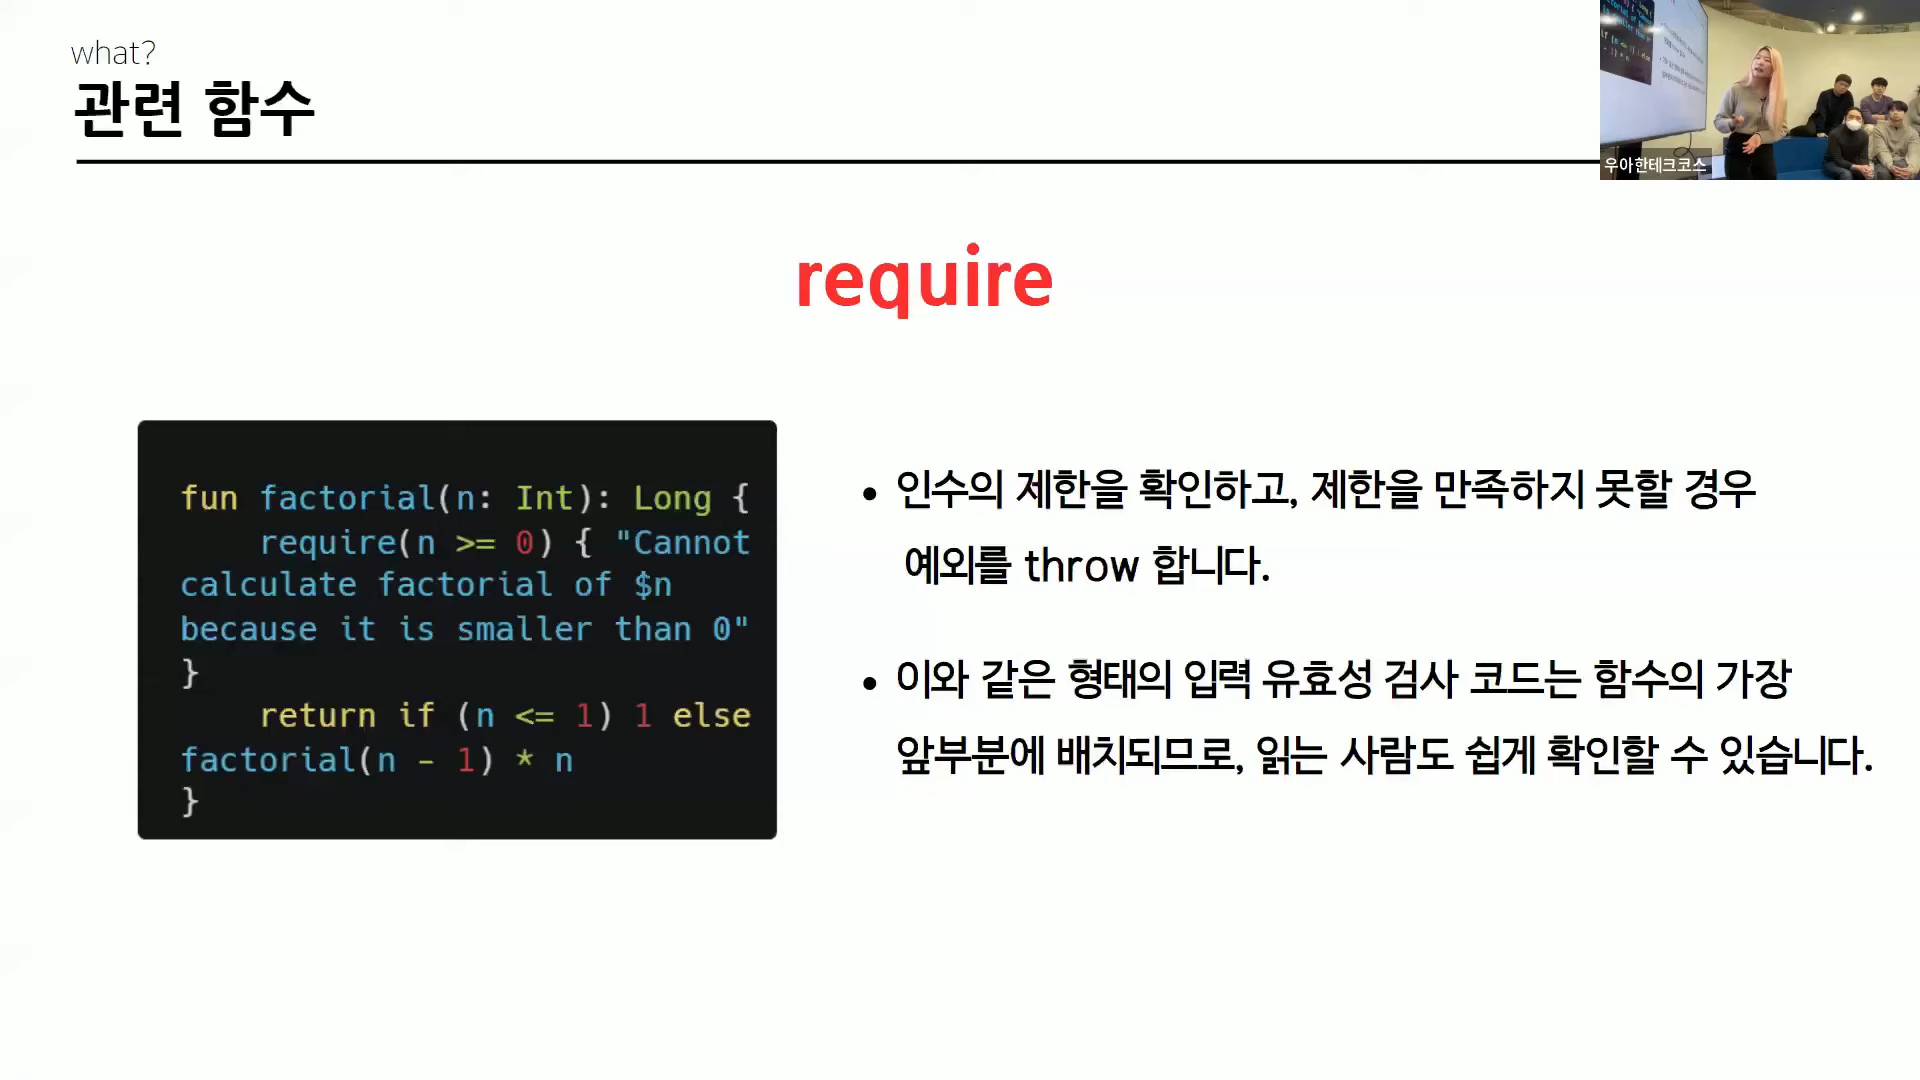 what?
관련 함수
우아한테크코스
require
fun factorial(n: Int): Long {
    require(n >= 0) { "Cannot
calculate factorial of $n
because it is smaller than 0"
}
    return if (n <= 1) 1 else
factorial(n - 1) * n
}
• 인수의 제한을 확인하고, 제한을 만족하지 못할 경우
예외를 throw 합니다.
• 이와 같은 형태의 입력 유효성 검사 코드는 함수의 가장
앞부분에 배치되므로, 읽는 사람도 쉽게 확인할 수 있습니다.